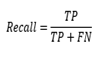 Recall = TP / (TP + FN)